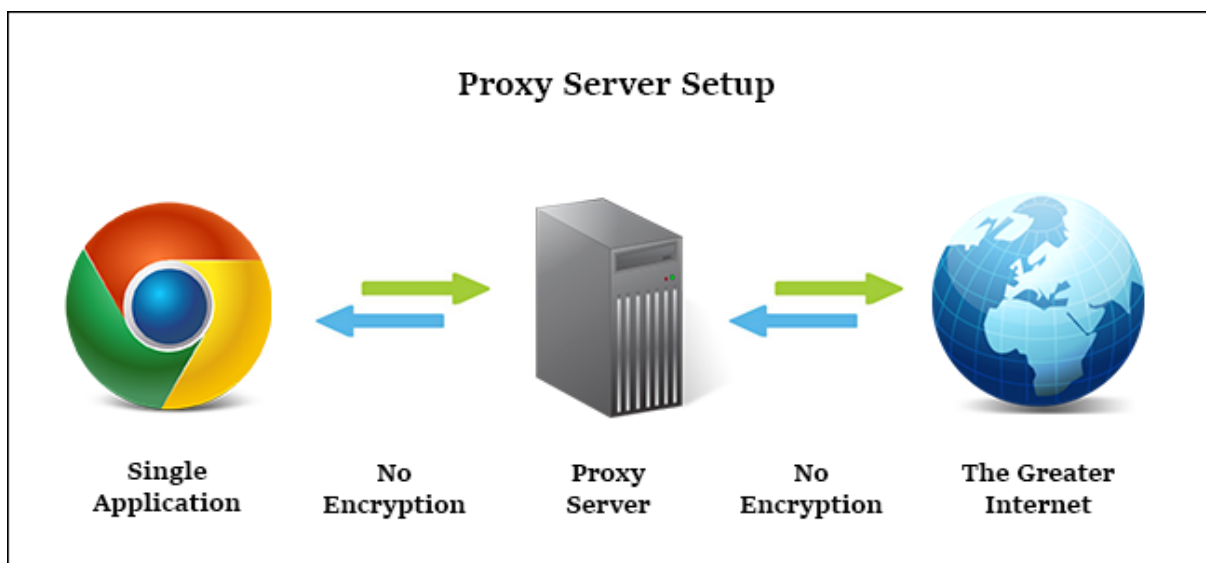 Proxy Server Setup
Single
Application
No
Encryption
Proxy
Server
No
Encryption
The Greater
Internet